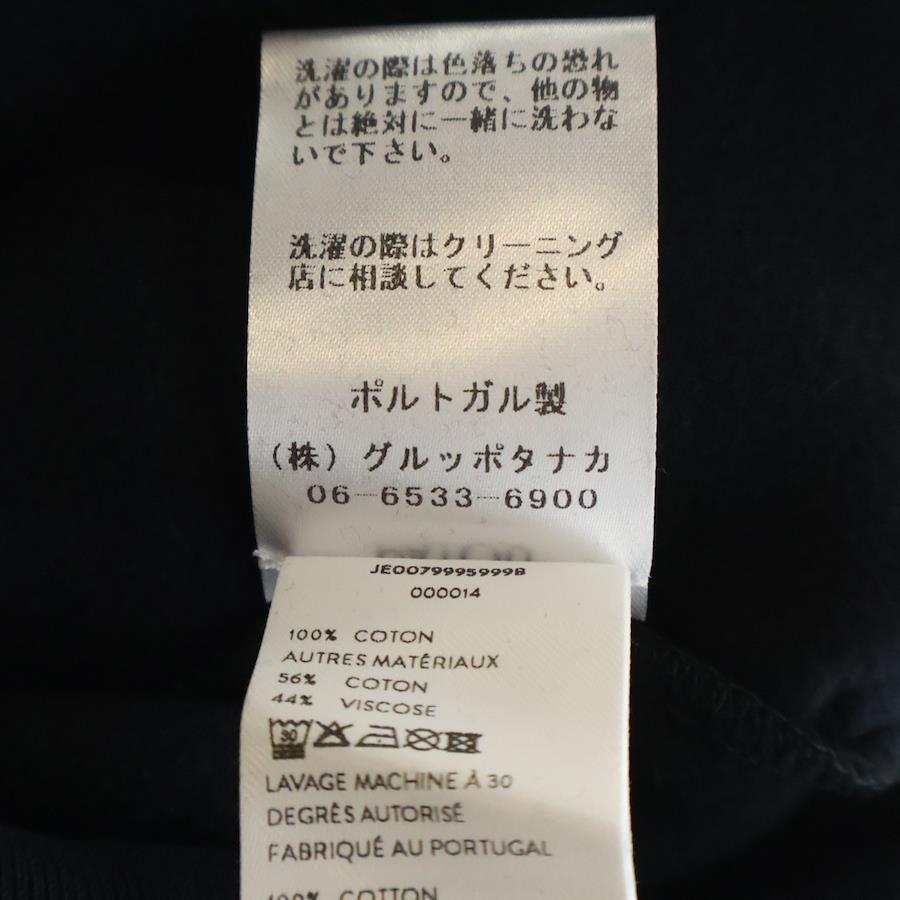 洗濯の際は色落ちの恐れ
がありますので、他の物
とは絶対に一緒に洗わな
いで下さい。
洗濯の際はクリーニング
店に相談してください。
ポルトガル製
(株)グルッポタナカ
06-6533-6900
JE0079995999B
000014
100% COTON
AUTRES MATÉRIAUX
56% COTON
44% VISCOSE
30
LAVAGE MACHINE À 30
DEGRÉS AUTORISÉ
FABRIQUÉ AU PORTUGAL
100% COTTON